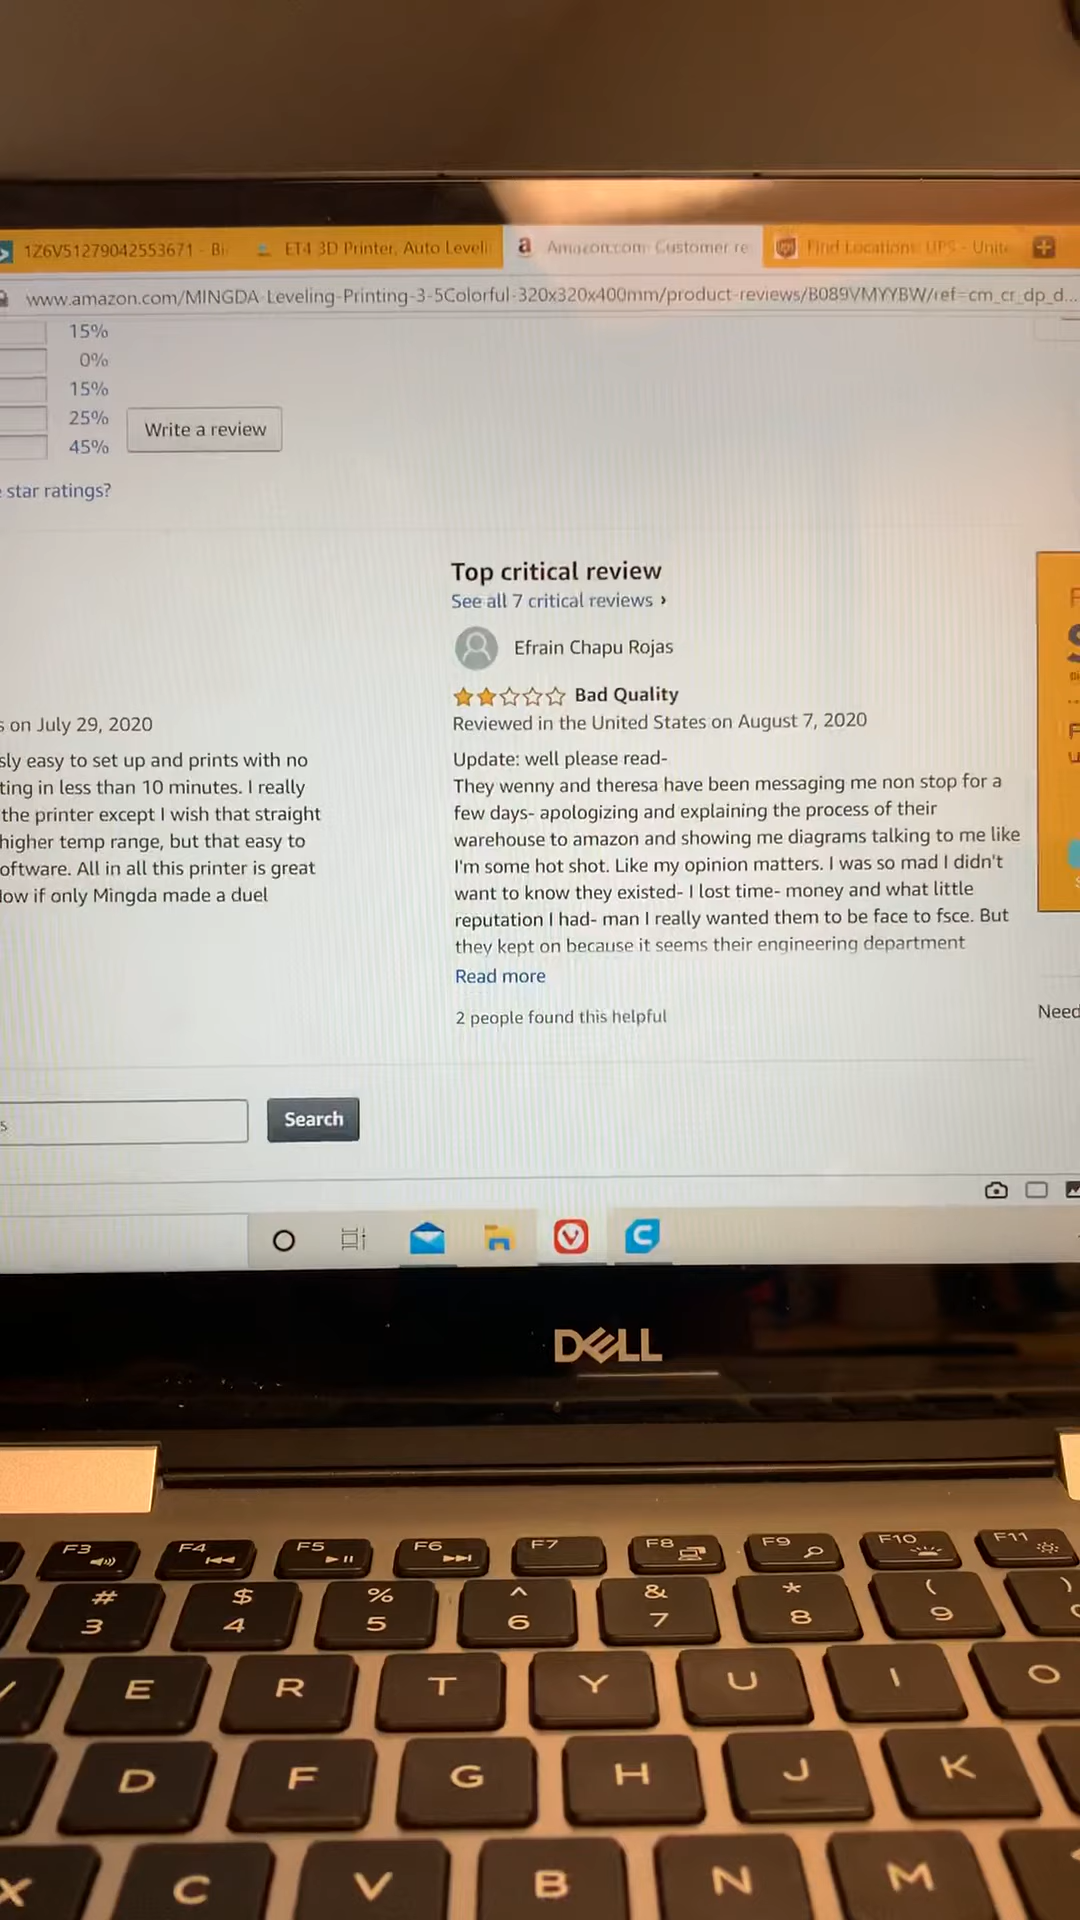 1Z6V51279042553671 - Bi
ET4 3D Printer, Auto Leveli
Amazon.com: Customer re
Find Locations: UPS - Unite
www.amazon.com/MINGDA-Leveling-Printing-3-5Colorful-320x320x400mm/product-reviews/B089VMYYBW/ref=cm_cr_dp_d...
15%
0%
15%
25%
45%
Write a review
star ratings?
s on July 29, 2020
sly easy to set up and prints with no
ting in less than 10 minutes. I really
the printer except I wish that straight
higher temp range, but that easy to
oftware. All in all this printer is great
low if only Mingda made a duel
Top critical review
See all 7 critical reviews ›
Efrain Chapu Rojas
Bad Quality
Reviewed in the United States on August 7, 2020
Update: well please read-
They wenny and theresa have been messaging me non stop for a
few days- apologizing and explaining the process of their
warehouse to amazon and showing me diagrams talking to me like
I'm some hot shot. Like my opinion matters. I was so mad I didn't
want to know they existed- I lost time- money and what little
reputation I had- man I really wanted them to be face to fsce. But
they kept on because it seems their engineering department
Read more
2 people found this helpful
Need
s
Search
DELL
F3 F4 F5 F6 F7 F8 F9 F10 F11
# $ % ^ & * ( )
3 4 5 6 7 8 9
E R T Y U I O
D F G H J K
X C V B N M